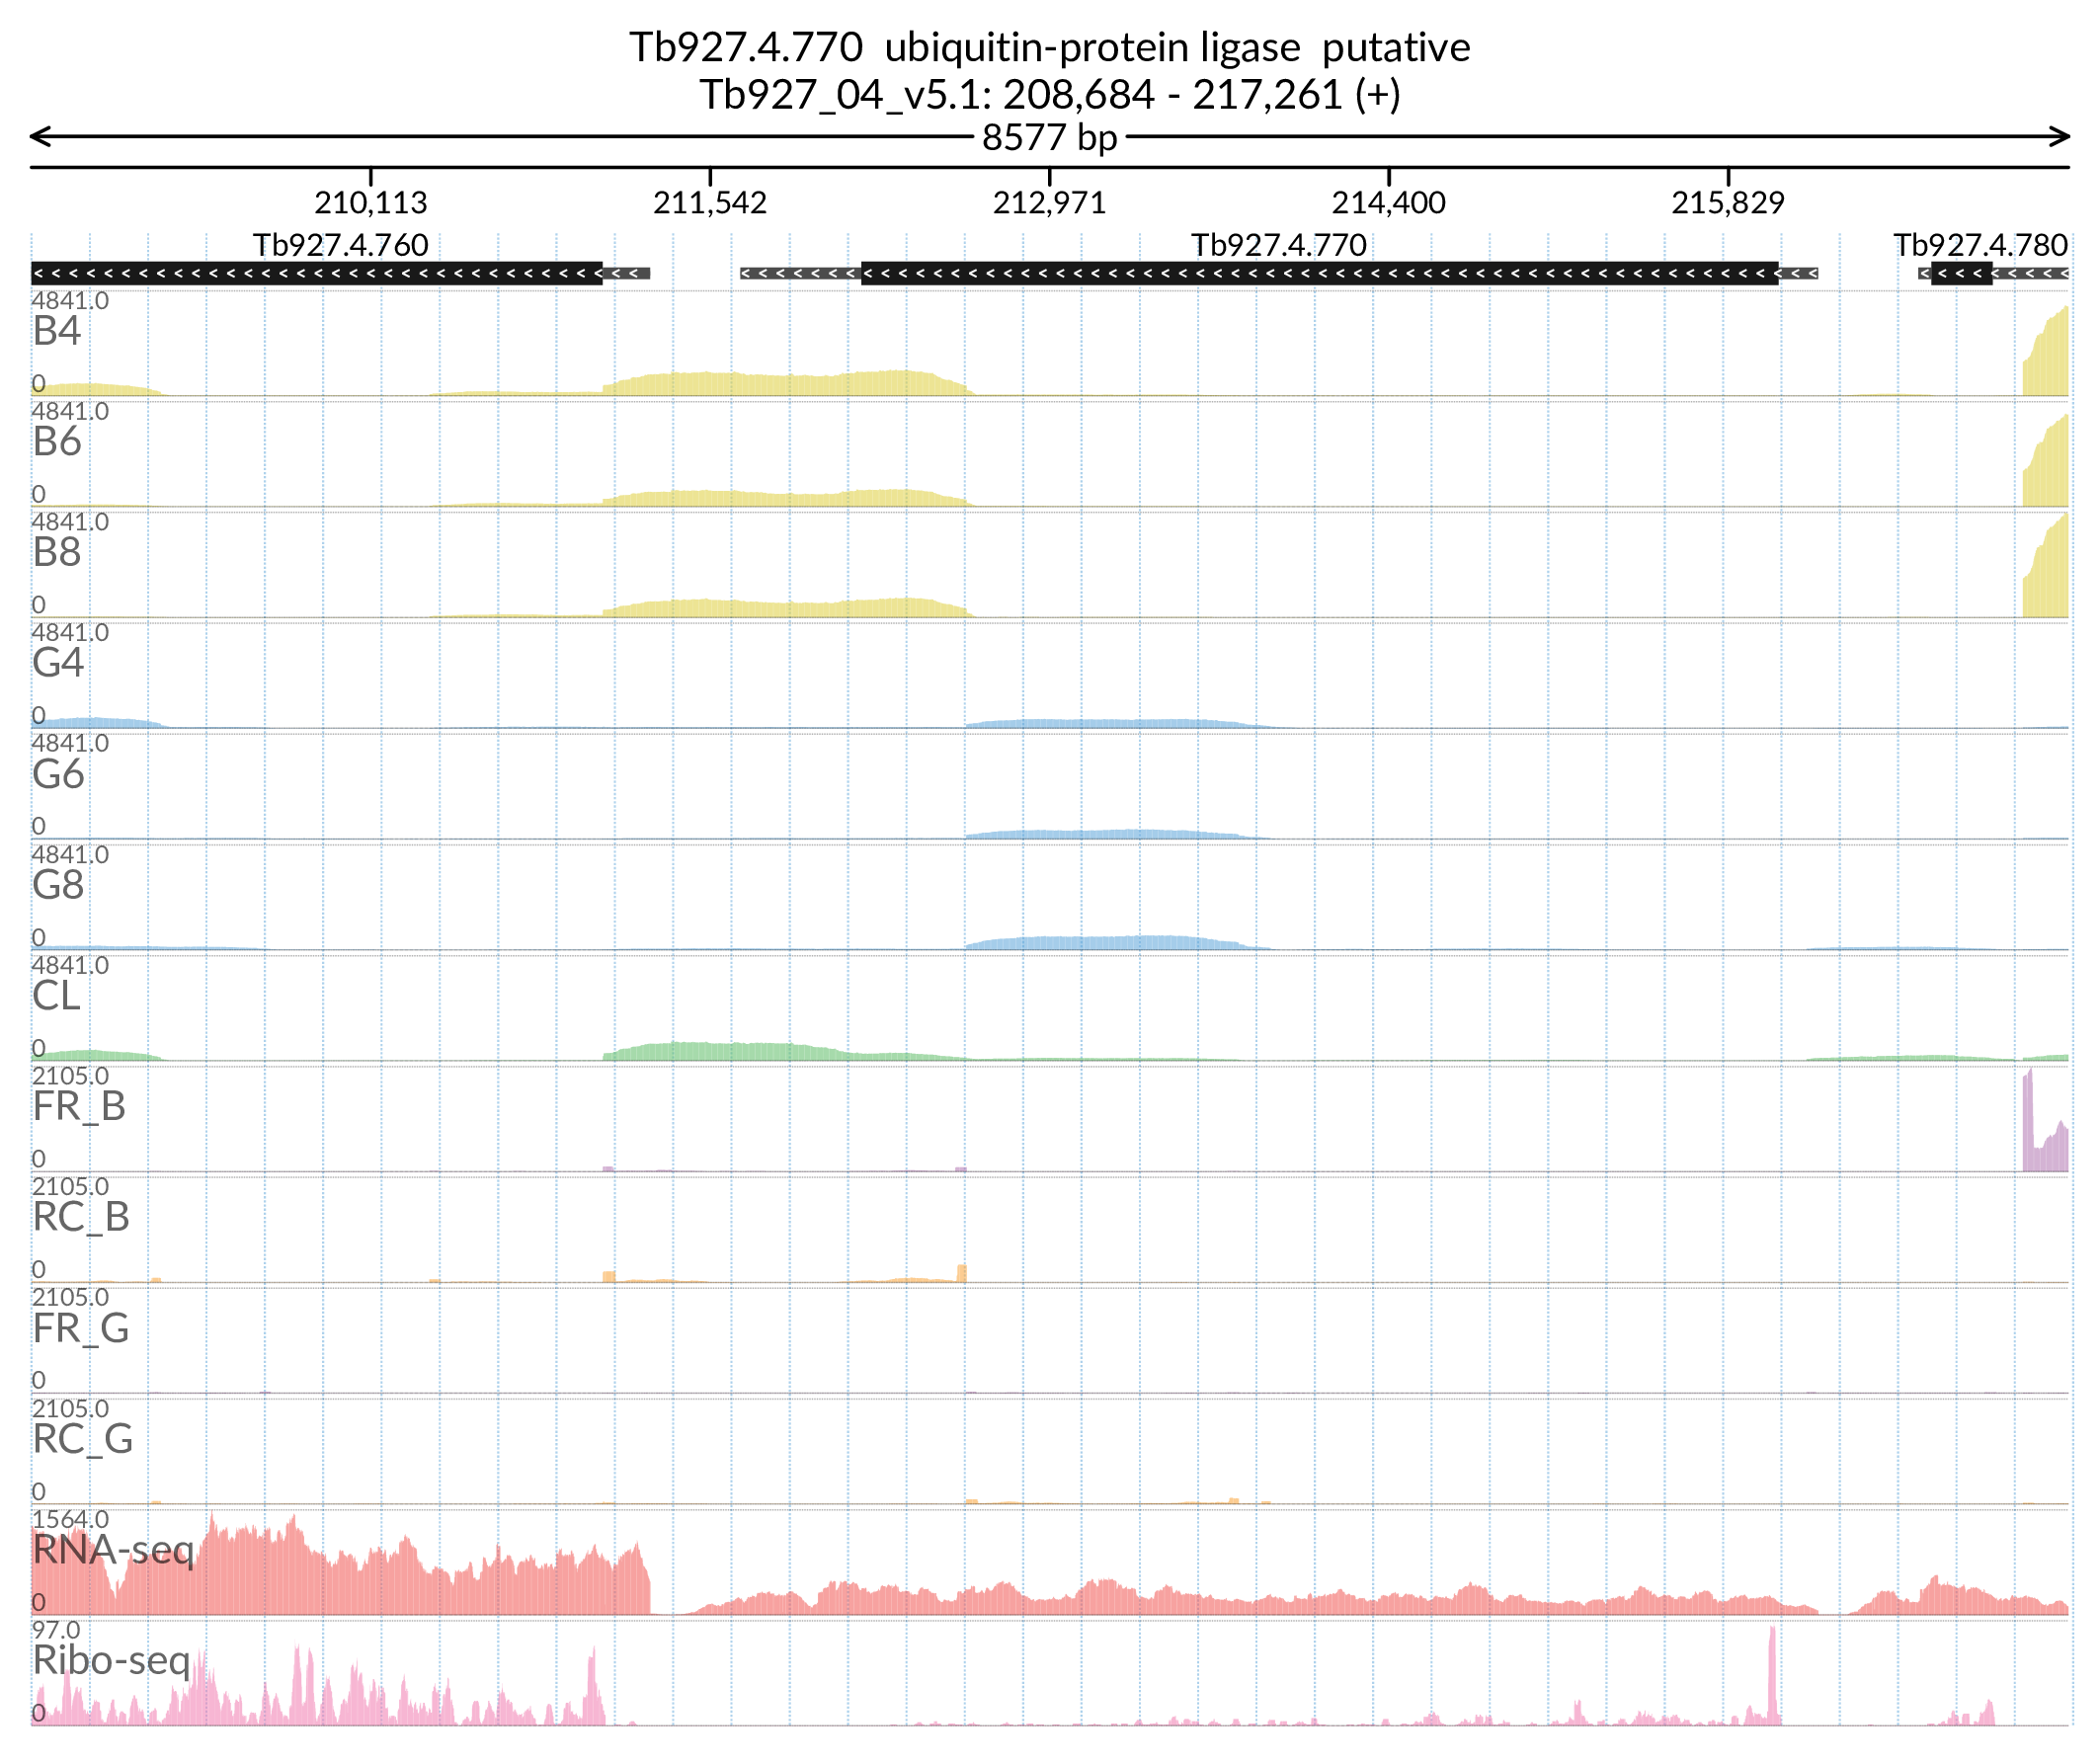 Tb927.4.770 ubiquitin-protein ligase putative
Tb927_04_v5.1: 208,684 - 217,261 (+)
8577 bp
210,113 211,542 212,971 214,400 215,829
Tb927.4.760 Tb927.4.770 Tb927.4.780
4841.0
B4
0
4841.0
B6
0
4841.0
B8
0
4841.0
G4
0
4841.0
G6
0
4841.0
G8
0
4841.0
CL
0
2105.0
FR_B
0
2105.0
RC_B
0
2105.0
FR_G
0
2105.0
RC_G
0
1564.0
RNA-seq
0
97.0
Ribo-seq
0